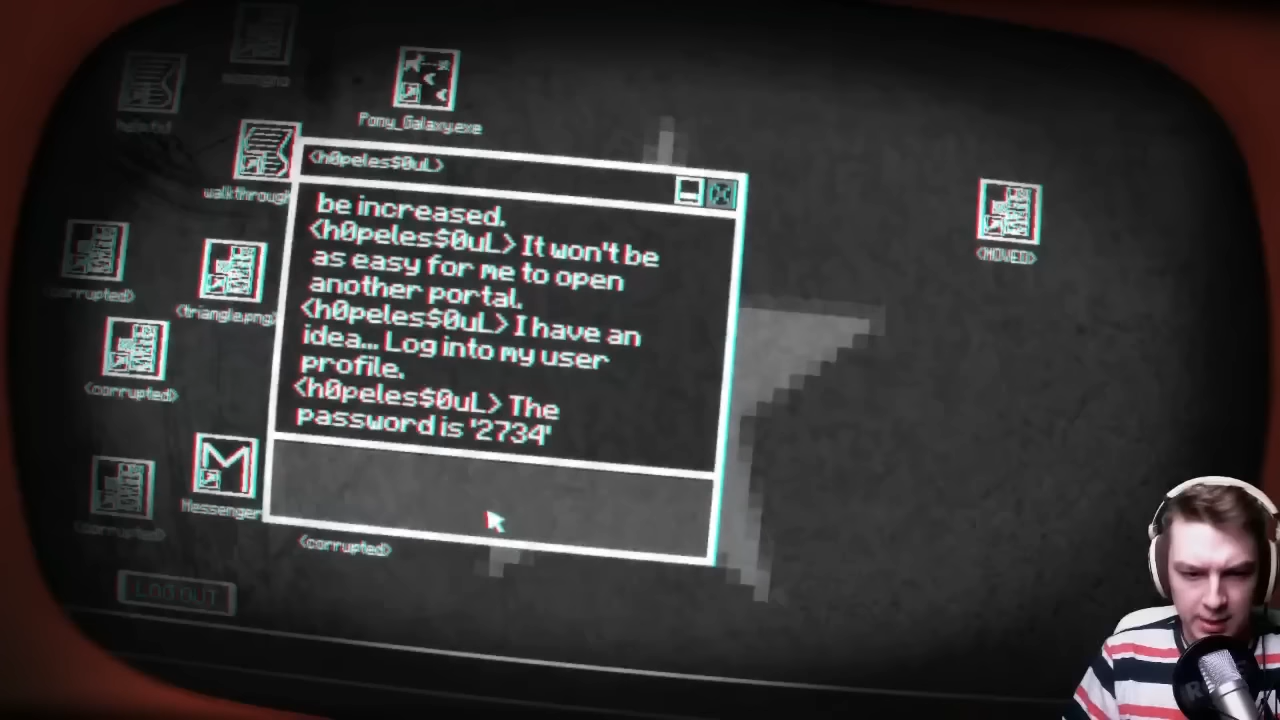 Pony_Galaxy.exe
walkthrough
<h0peles$0uL>
be increased.
<h0peles$0uL> It won't be
as easy for me to open
another portal.
<h0peles$0uL> I have an
idea... Log into my user
profile.
<h0peles$0uL> The
password is '2734'
<MOVED>
<corrupted>
<triangle.png>
<corrupted>
M
Messenger
<corrupted>
<corrupted>
LOG OUT